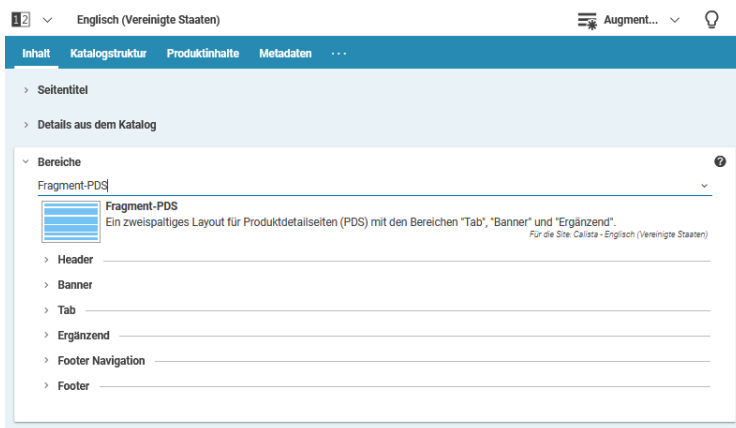 12 Englisch (Vereinigte Staaten) Augment...
Inhalt Katalogstruktur Produktinhalte Metadaten ...
Seitentitel
Details aus dem Katalog
Bereiche
Fragment-PDS
Fragment-PDS
Ein zweispaltiges Layout für Produktdetailseiten (PDS) mit den Bereichen "Tab", "Banner" und "Ergänzend".
Für die Site: Calista - Englisch (Vereinigte Staaten)
Header
Banner
Tab
Ergänzend
Footer Navigation
Footer